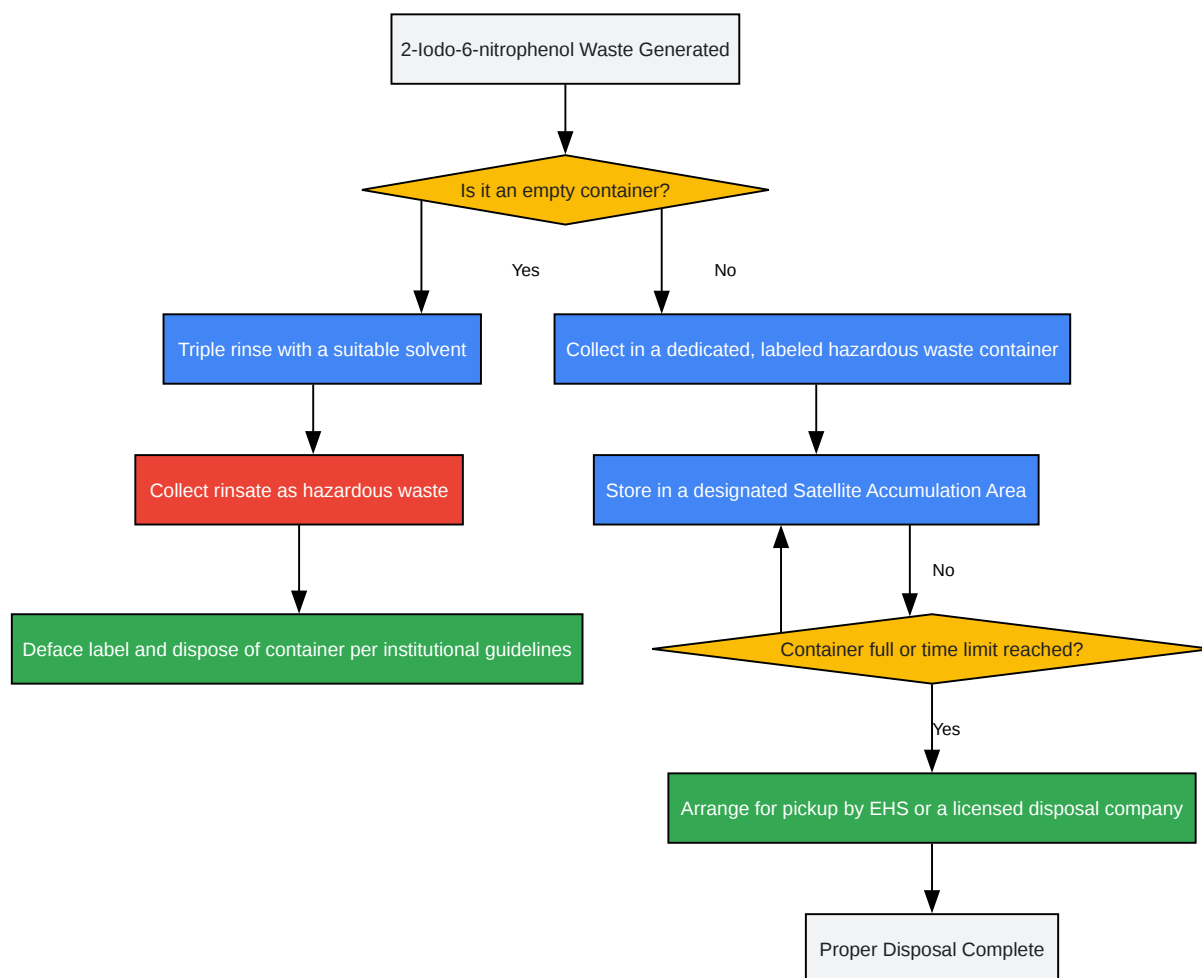 2-Iodo-6-nitrophenol Waste Generated
Is it an empty container?
Yes
No
Triple rinse with a suitable solvent
Collect in a dedicated, labeled hazardous waste container
Collect rinsate as hazardous waste
Store in a designated Satellite Accumulation Area
No
Deface label and dispose of container per institutional guidelines
Container full or time limit reached?
Yes
Arrange for pickup by EHS or a licensed disposal company
Proper Disposal Complete